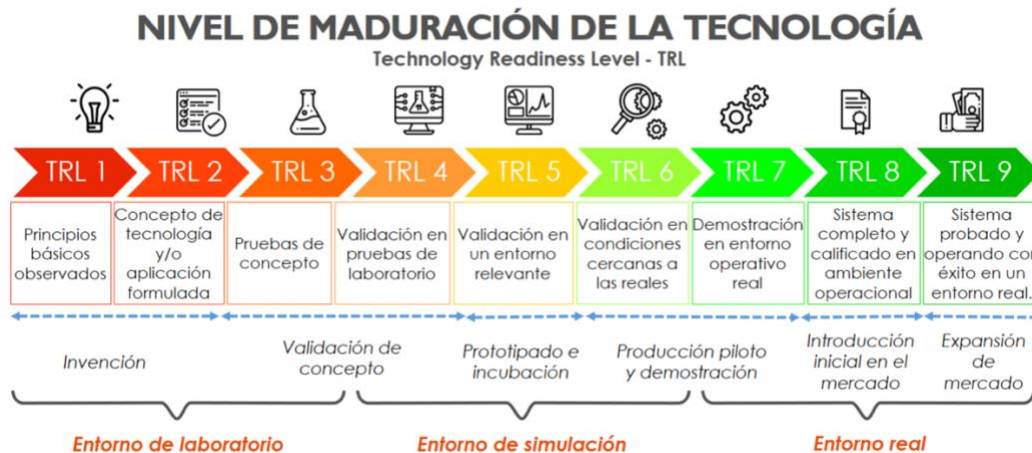 NIVEL DE MADURACIÓN DE LA TECNOLOGÍA
Technology Readiness Level - TRL
TRL 1
TRL 2
TRL 3
TRL 4
TRL 5
TRL 6
TRL 7
TRL 8
TRL 9
Principios
básicos
observados
Concepto de
tecnología
y/o
aplicación
formulada
Pruebas de
concepto
Validación en
pruebas de
laboratorio
Validación en
un entorno
relevante
Validación en
condiciones
cercanas a
las reales
Demostración
en entorno
operativo
real
Sistema
completo y
calificado en
ambiente
operacional
Sistema
probado y
operando con
éxito en un
entorno real.
Invención
Validación de
concepto
Prototipado e
incubación
Producción piloto
y demostración
Introducción
inicial en el
mercado
Expansión
de
mercado
Entorno de laboratorio
Entorno de simulación
Entorno real